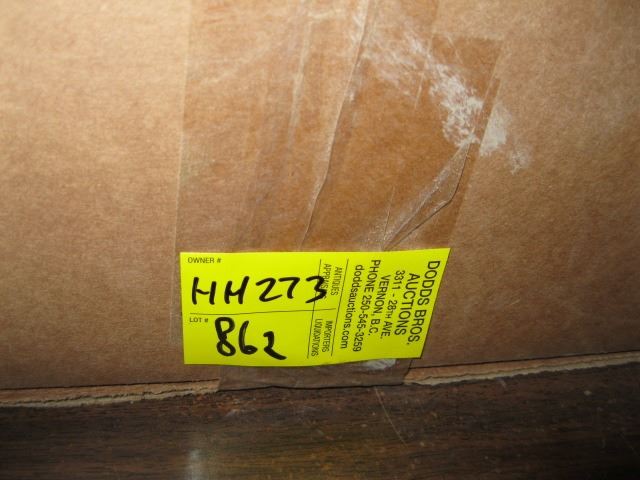 OWNER #
HH273
LOT #
862
ANTIQUES
APPRAISALS
IMPORTERS
LIQUIDATIONS
DODDS BROS.
AUCTIONS
3311 - 28TH AVE
VERNON, B.C.
PHONE 250-545-3259
doddsauctions.com